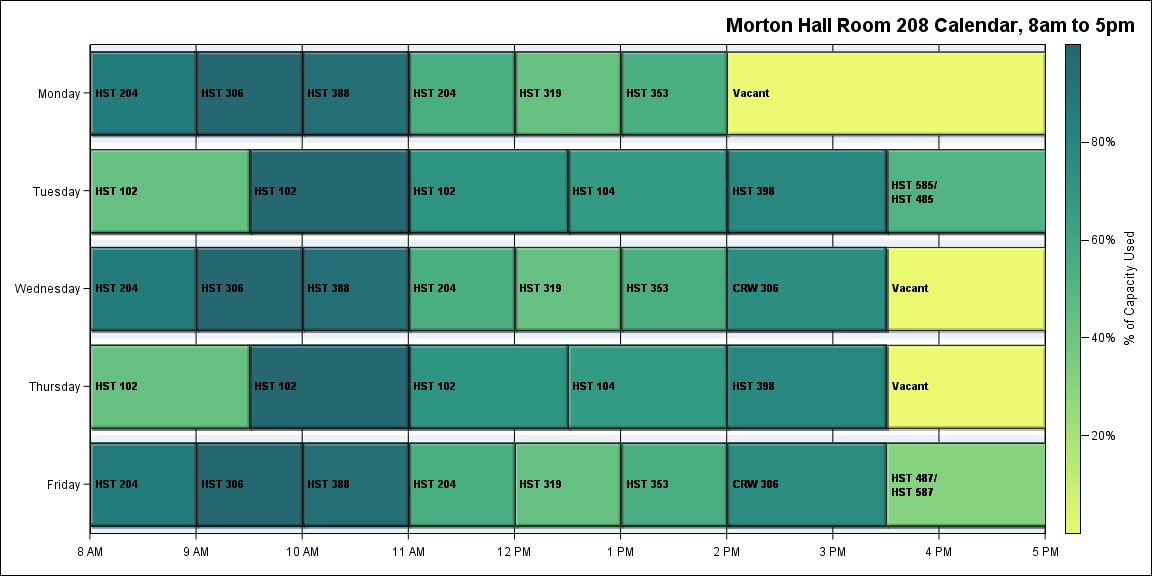 Morton Hall Room 208 Calendar, 8am to 5pm
Monday
HST 204
HST 306
HST 388
HST 204
HST 319
HST 353
Vacant
Tuesday
HST 102
HST 102
HST 102
HST 104
HST 398
HST 585/
HST 485
Wednesday
HST 204
HST 306
HST 388
HST 204
HST 319
HST 353
CRW 306
Vacant
Thursday
HST 102
HST 102
HST 102
HST 104
HST 398
Vacant
Friday
HST 204
HST 306
HST 388
HST 204
HST 319
HST 353
CRW 306
HST 487/
HST 587
8 AM
9 AM
10 AM
11 AM
12 PM
1 PM
2 PM
3 PM
4 PM
5 PM
80%
60%
40%
20%
% of Capacity Used